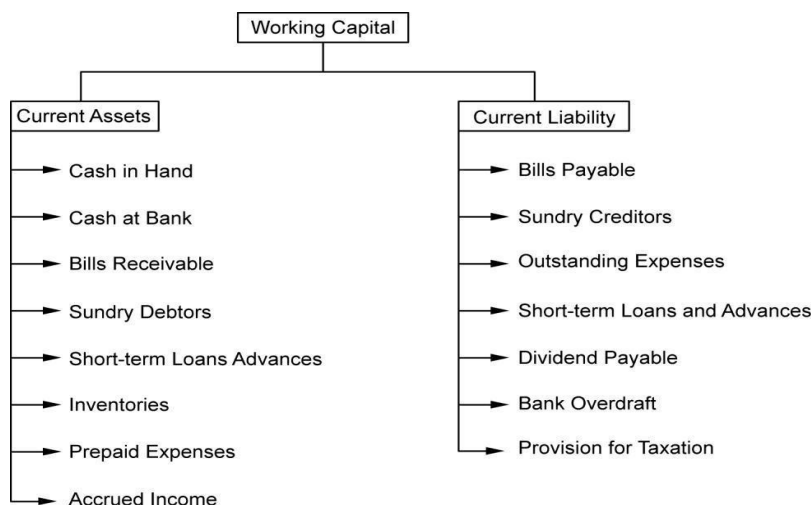 Working Capital
Current Assets
Cash in Hand
Cash at Bank
Bills Receivable
Sundry Debtors
Short-term Loans Advances
Inventories
Prepaid Expenses
Accrued Income
Current Liability
Bills Payable
Sundry Creditors
Outstanding Expenses
Short-term Loans and Advances
Dividend Payable
Bank Overdraft
Provision for Taxation